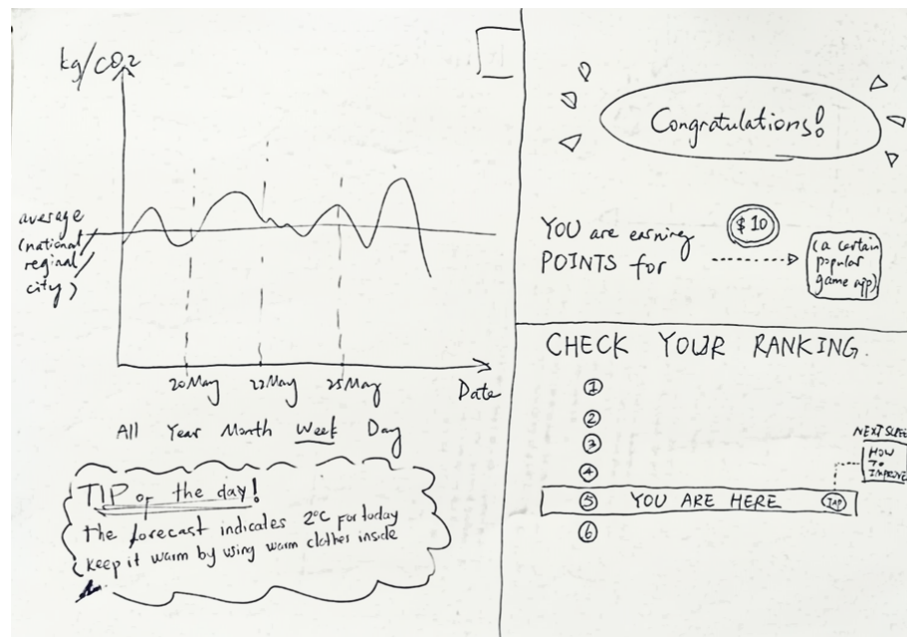 kg/CO2
average
(national
reginal
city)
20May
22May
25May
Date
All Year Month Week Day
TIP of the day!
the forecast indicates 2°C for today
keep it warm by using warm clothes inside
Congratulations!
$10
YOU are earning
POINTS for
(a certain
popular
game app)
CHECK YOUR RANKING.
1
2
3
4
5 YOU ARE HERE
6
NEXT
HOW
TO
IMPROVE